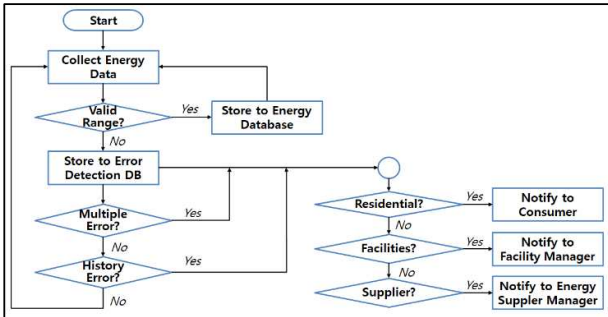 Start
Collect Energy
Data
Valid
Range?
Yes
Store to Energy
Database
No
Store to Error
Detection DB
Multiple
Error?
Yes
No
History
Error?
Yes
No
Residential?
Yes
Notify to
Consumer
No
Facilities?
Yes
Notify to
Facility Manager
No
Supplier?
Yes
Notify to Energy
Suppler Manager